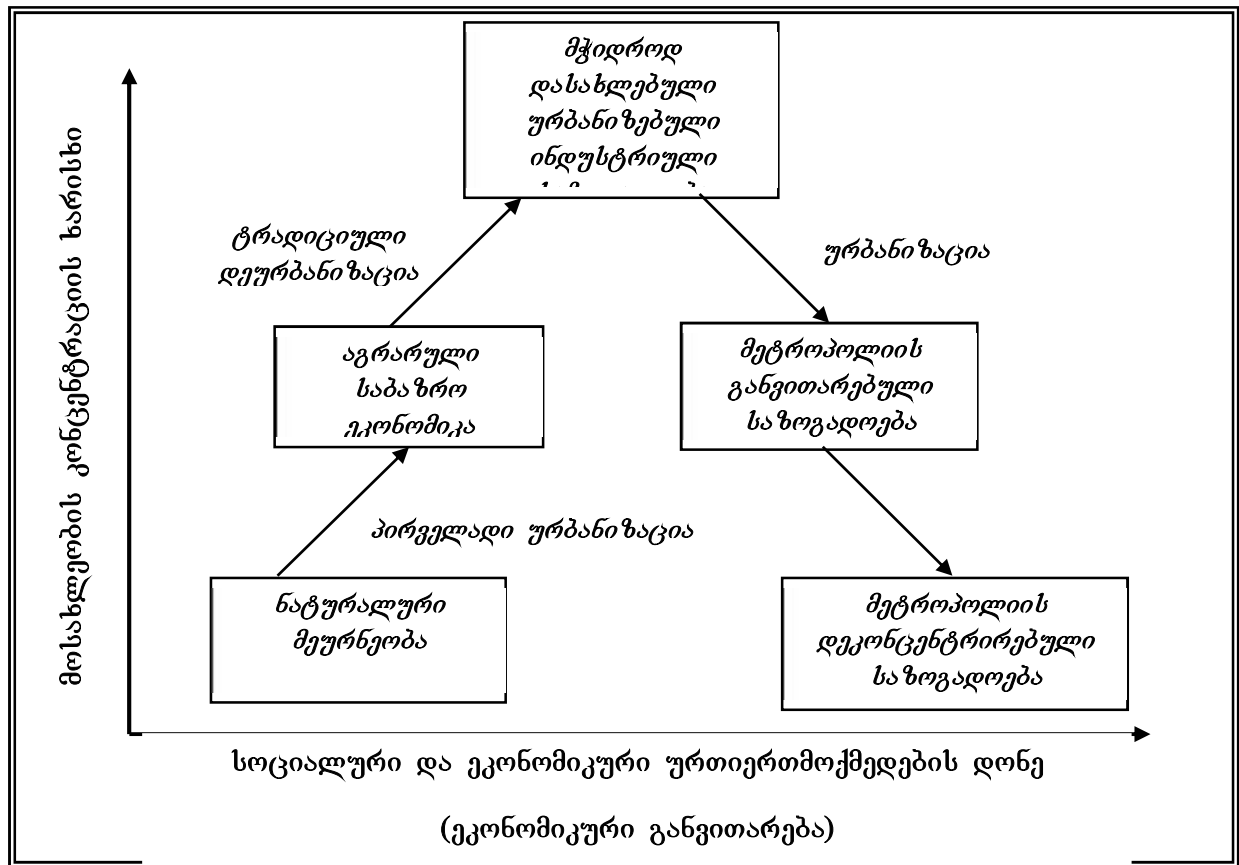 მჭიდროდ
დასახლებული
ურბანიზებული
ინდუსტრიული
ტრადიციული
დეურბანიზაცია
ურბანიზაცია
აგრარული
საბაზრო
ეკონომიკა
მეტროპოლიის
განვითარებული
საზოგადოება
პირველადი ურბანიზაცია
ნატურალური
მეურნეობა
მეტროპოლიის
დეკონცენტრირებული
საზოგადოება
მოსახლეობის კონცენტრაციის ხარისხი
სოციალური და ეკონომიკური ურთიერთმოქმედების დონე
(ეკონომიკური განვითარება)